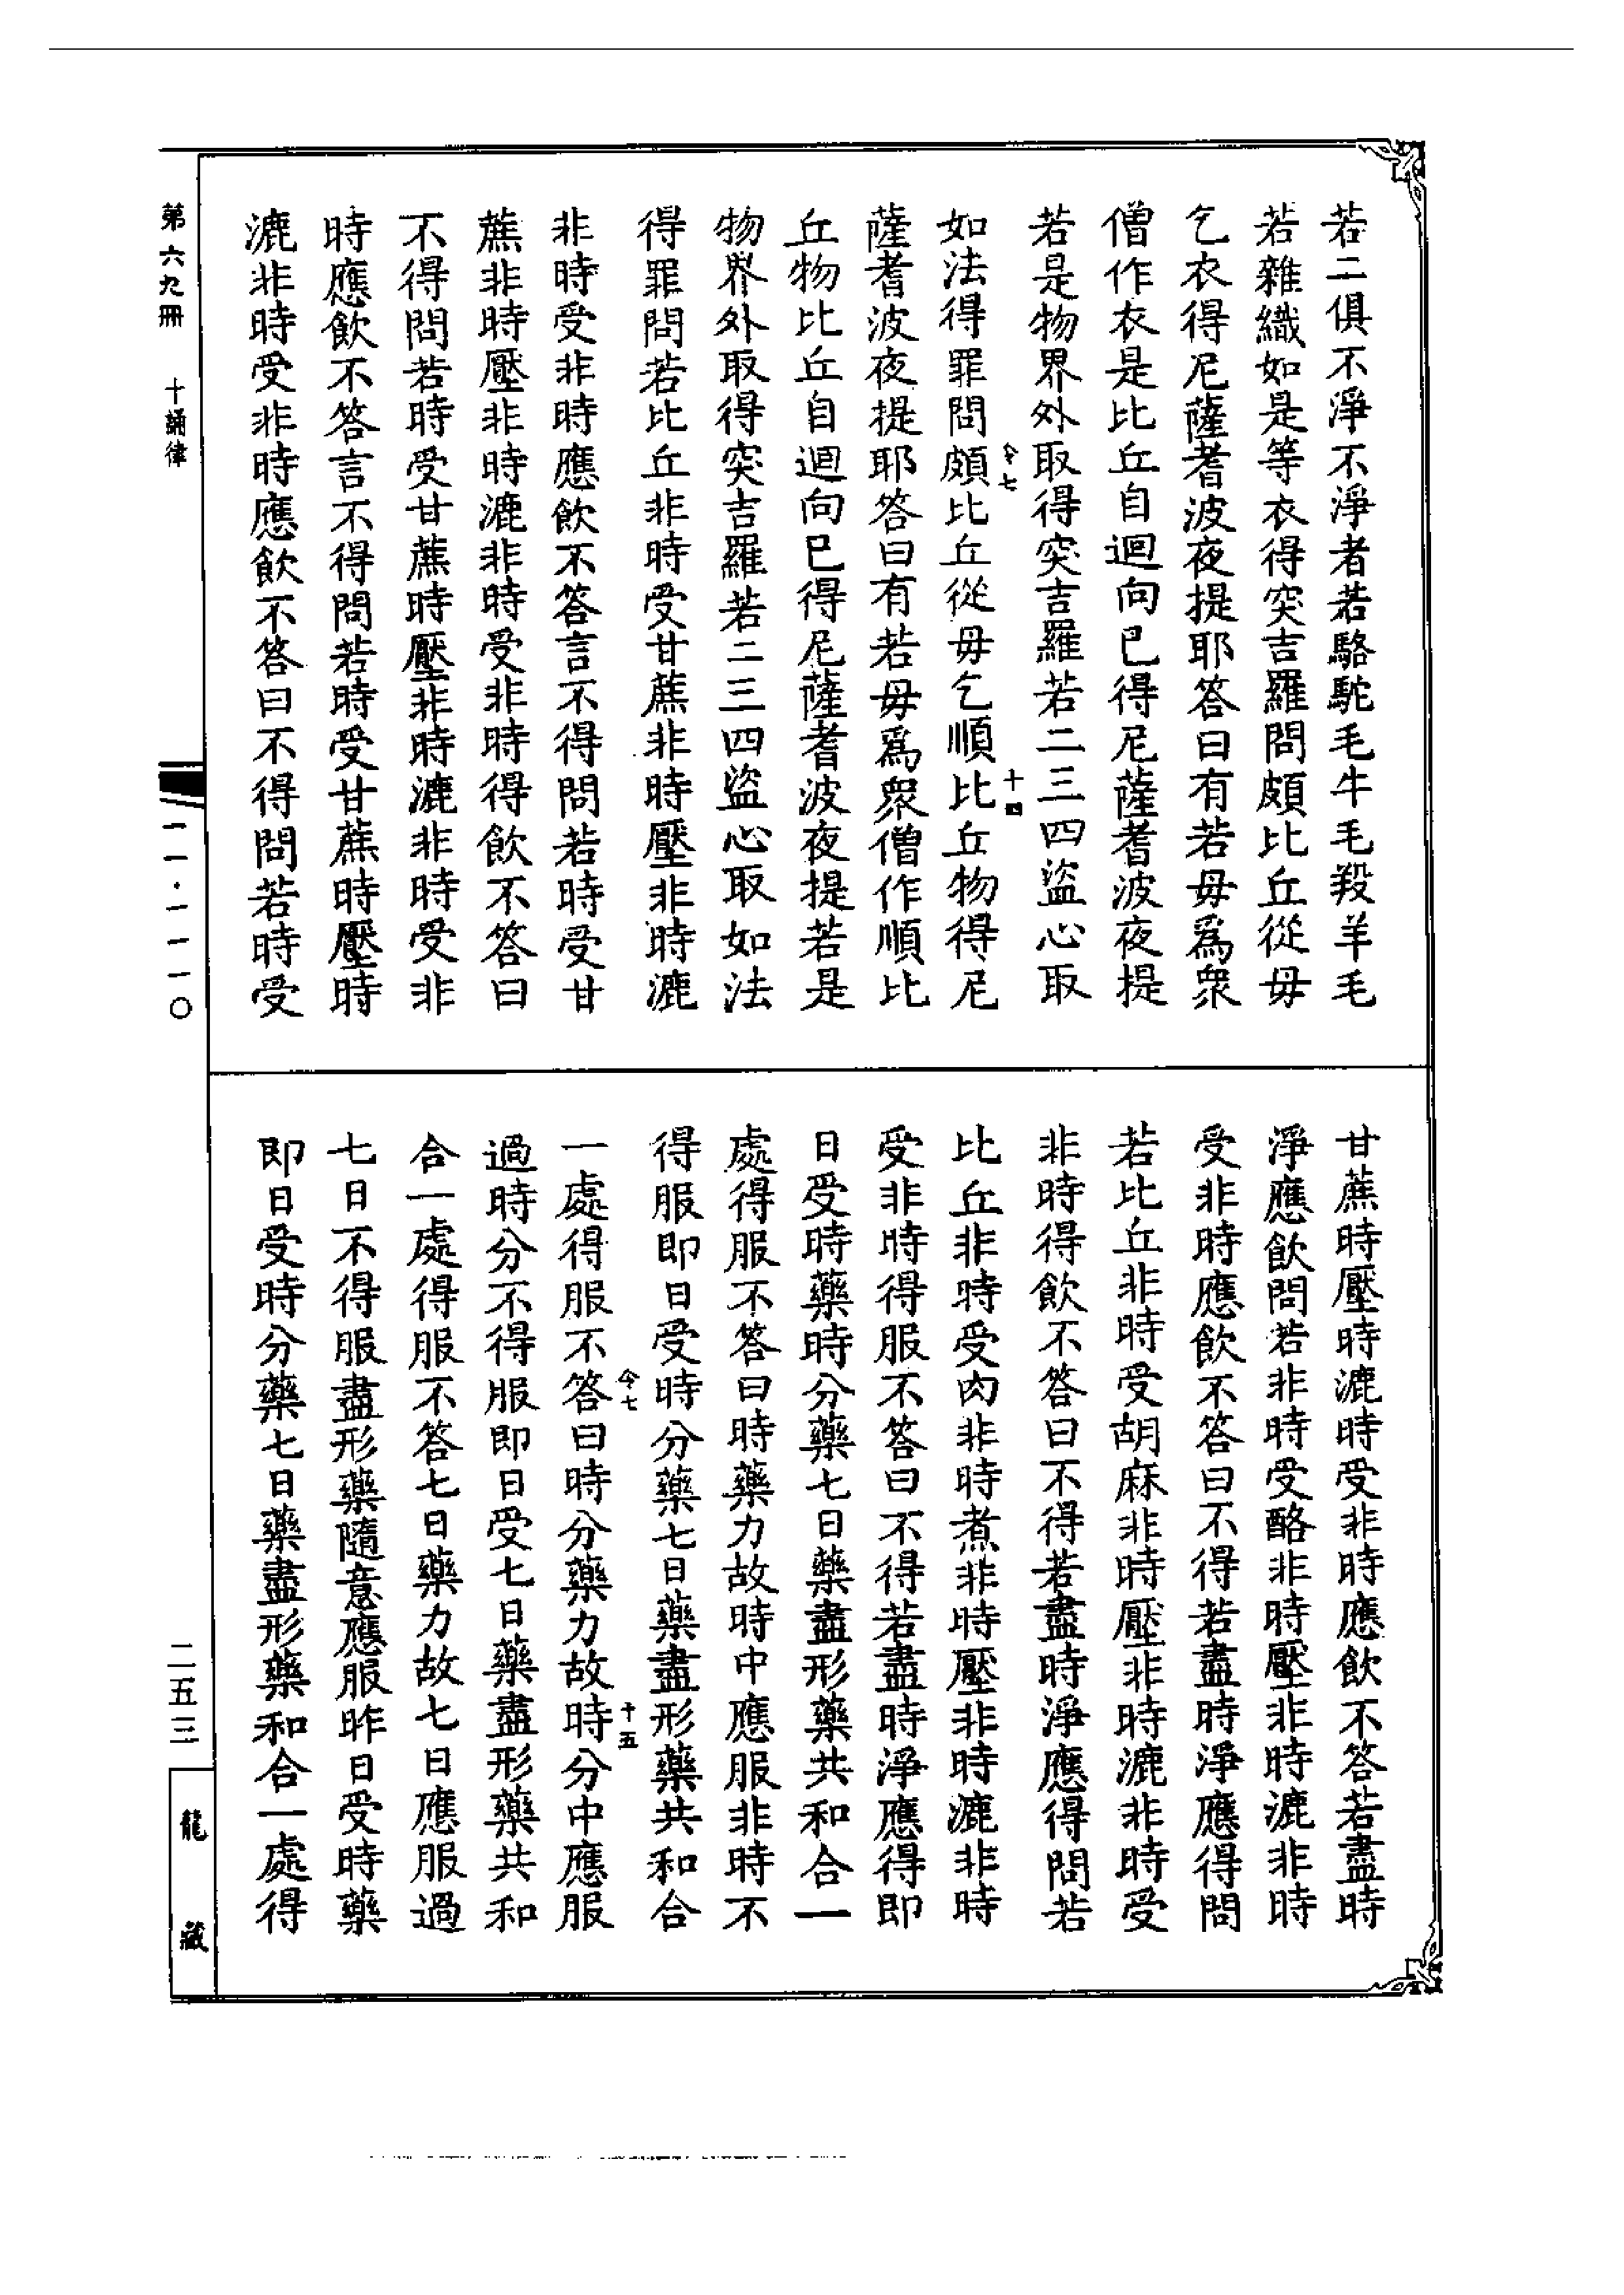 若二俱不淨不淨者若駱駝毛牛毛羖羊毛
若雜織如是等衣得突吉羅問頗比丘從毋
乞衣得尼薩耆波夜提耶答曰有若毋爲衆
僧作衣是比丘自迴向巳得尼薩耆波夜提
若是物界外取得突吉羅若二三四盜心取
如法得罪問頗比丘從毋乞順比丘物得尼
令七
十四
薩耆波夜提耶答曰有若毋爲衆僧作順比
丘物比丘自迴向巳得尼薩耆波夜提若是
物界外取得突吉羅若二三四盜心取如法
得罪問若比丘非時受甘蔗非時壓非時漉
非時受非時應飲不答言不得問若時受甘
蔗非時壓非時漉非時受非時得飲不答曰
不得問若時受甘蔗時壓非時漉非時受非
時應飲不答言不得問若時受甘蔗時壓時
漉非時受非時應飲不答曰不得問若時受
甘蔗時壓時漉時受非時應飲不答若盡時
淨應飲問若非時受酪非時壓非時漉非時
受非時應飲不答曰不得若盡時淨應得問
若比丘非時受胡麻非時壓非時漉非時受
非時得飲不答曰不得若盡時淨應得問若
比丘非時受肉非時煮非時壓非時漉非時
受非時得服不答曰不得若盡時淨應得即
日受時藥時分藥七日藥盡形藥共和合一
處得服不答曰時藥力故時中應服非時不
得服即日受時分藥七日藥盡形藥共和合
一處得服不答曰時分藥力故時分中應服
令七
十五
過時分不得服即日受七日藥盡形藥共和
合一處得服不答七日藥力故七日應服過
七日不得服盡形藥隨意應服昨日受時藥
即日受時分藥七日藥盡形藥和合一處得
第六九冊
十誦律
一一·一一一〇
二五三
龍藏